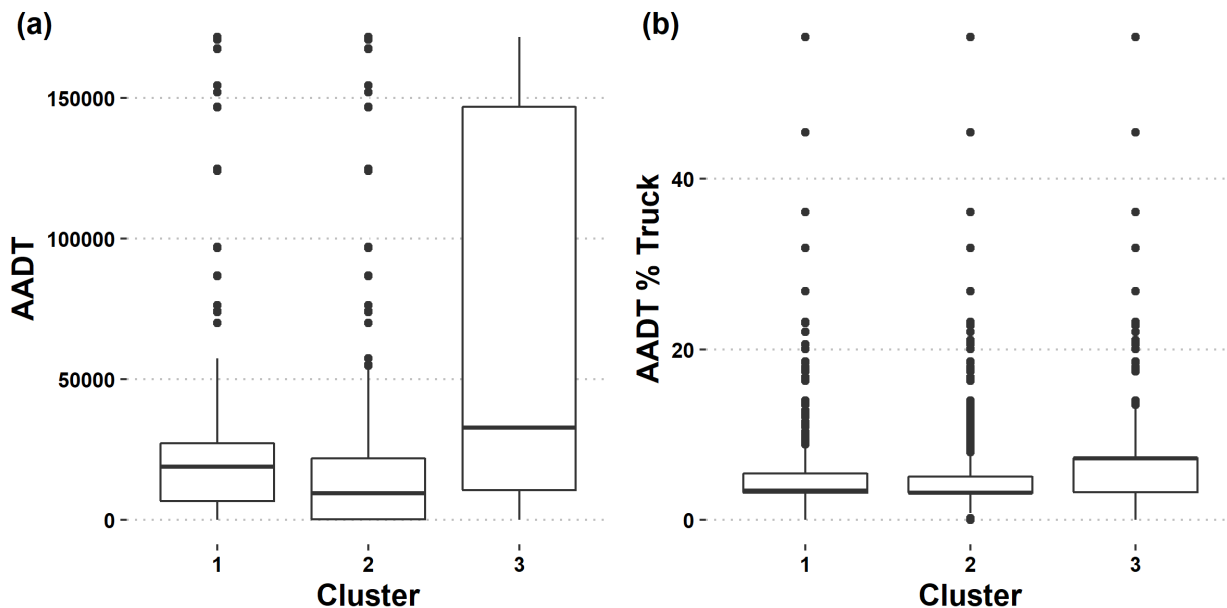 (a)
AADT
150000
100000
50000
0
1 2 3
Cluster
(b)
AADT % Truck
40
20
0
1 2 3
Cluster